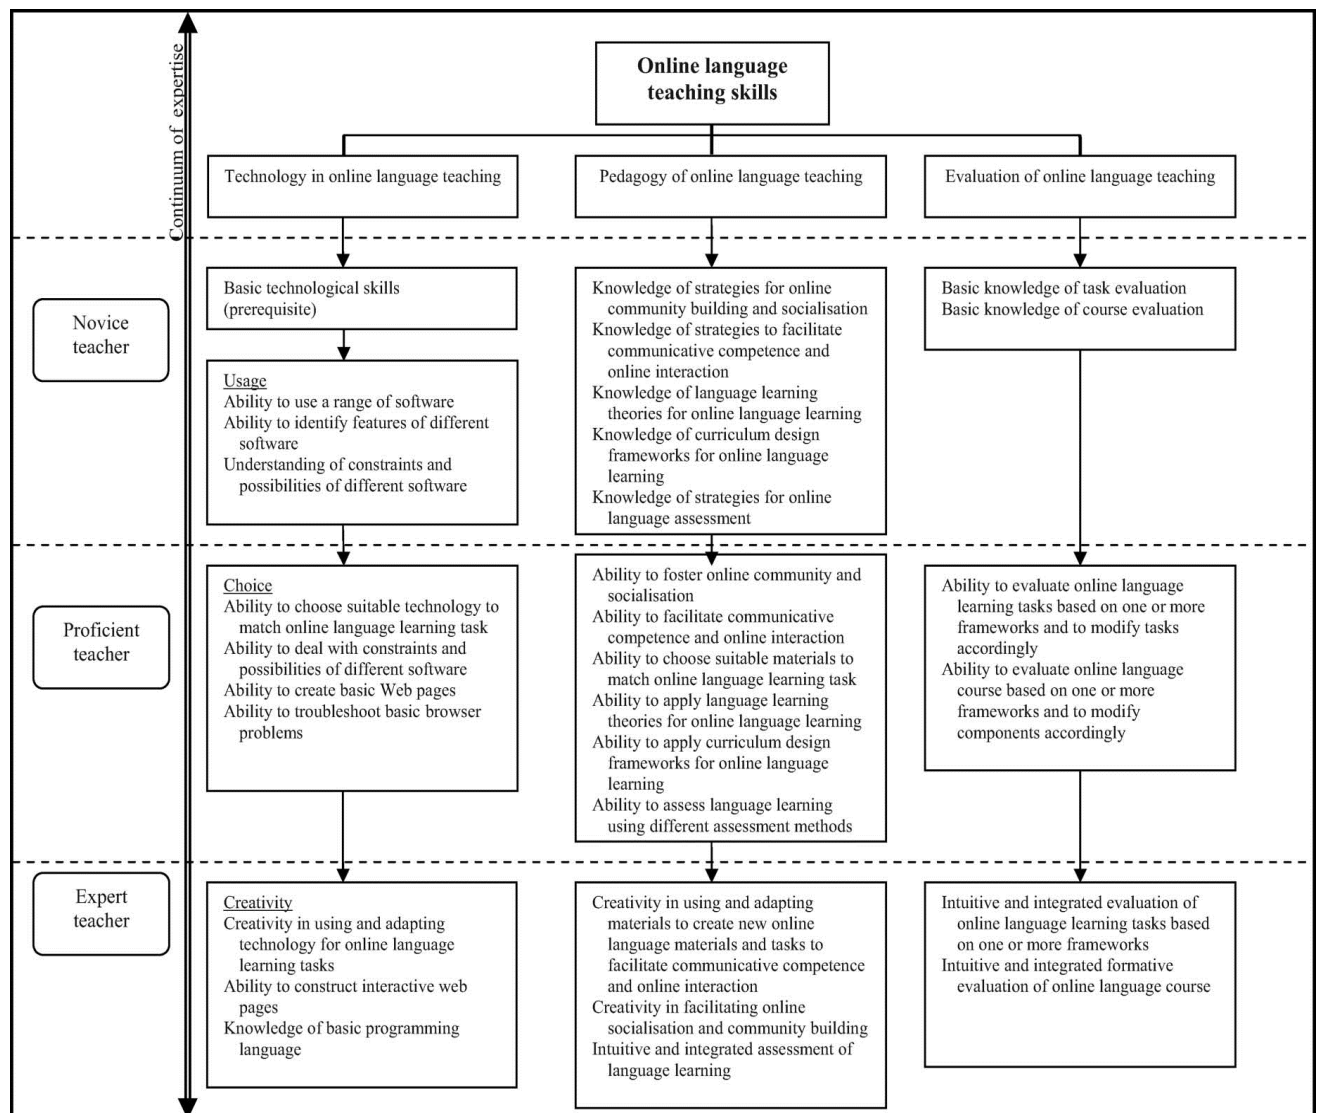 Continuum of expertise
Online language
teaching skills
Technology in online language teaching
Pedagogy of online language teaching
Evaluation of online language teaching
Novice
teacher
Basic technological skills
(prerequisite)
Usage
Ability to use a range of software
Ability to identify features of different
software
Understanding of constraints and
possibilities of different software
Knowledge of strategies for online
community building and socialisation
Knowledge of strategies to facilitate
communicative competence and
online interaction
Knowledge of language learning
theories for online language learning
Knowledge of curriculum design
frameworks for online language
learning
Knowledge of strategies for online
language assessment
Basic knowledge of task evaluation
Basic knowledge of course evaluation
Proficient
teacher
Choice
Ability to choose suitable technology to
match online language learning task
Ability to deal with constraints and
possibilities of different software
Ability to create basic Web pages
Ability to troubleshoot basic browser
problems
Ability to foster online community and
socialisation
Ability to facilitate communicative
competence and online interaction
Ability to choose suitable materials to
match online language learning task
Ability to apply language learning
theories for online language learning
Ability to apply curriculum design
frameworks for online language
learning
Ability to assess language learning
using different assessment methods
Ability to evaluate online language
learning tasks based on one or more
frameworks and to modify tasks
accordingly
Ability to evaluate online language
course based on one or more
frameworks and to modify
components accordingly
Expert
teacher
Creativity
Creativity in using and adapting
technology for online language
learning tasks
Ability to construct interactive web
pages
Knowledge of basic programming
language
Creativity in using and adapting
materials to create new online
language materials and tasks to
facilitate communicative competence
and online interaction
Creativity in facilitating online
socialisation and community building
Intuitive and integrated assessment of
language learning
Intuitive and integrated evaluation of
online language learning tasks based
on one or more frameworks
Intuitive and integrated formative
evaluation of online language course